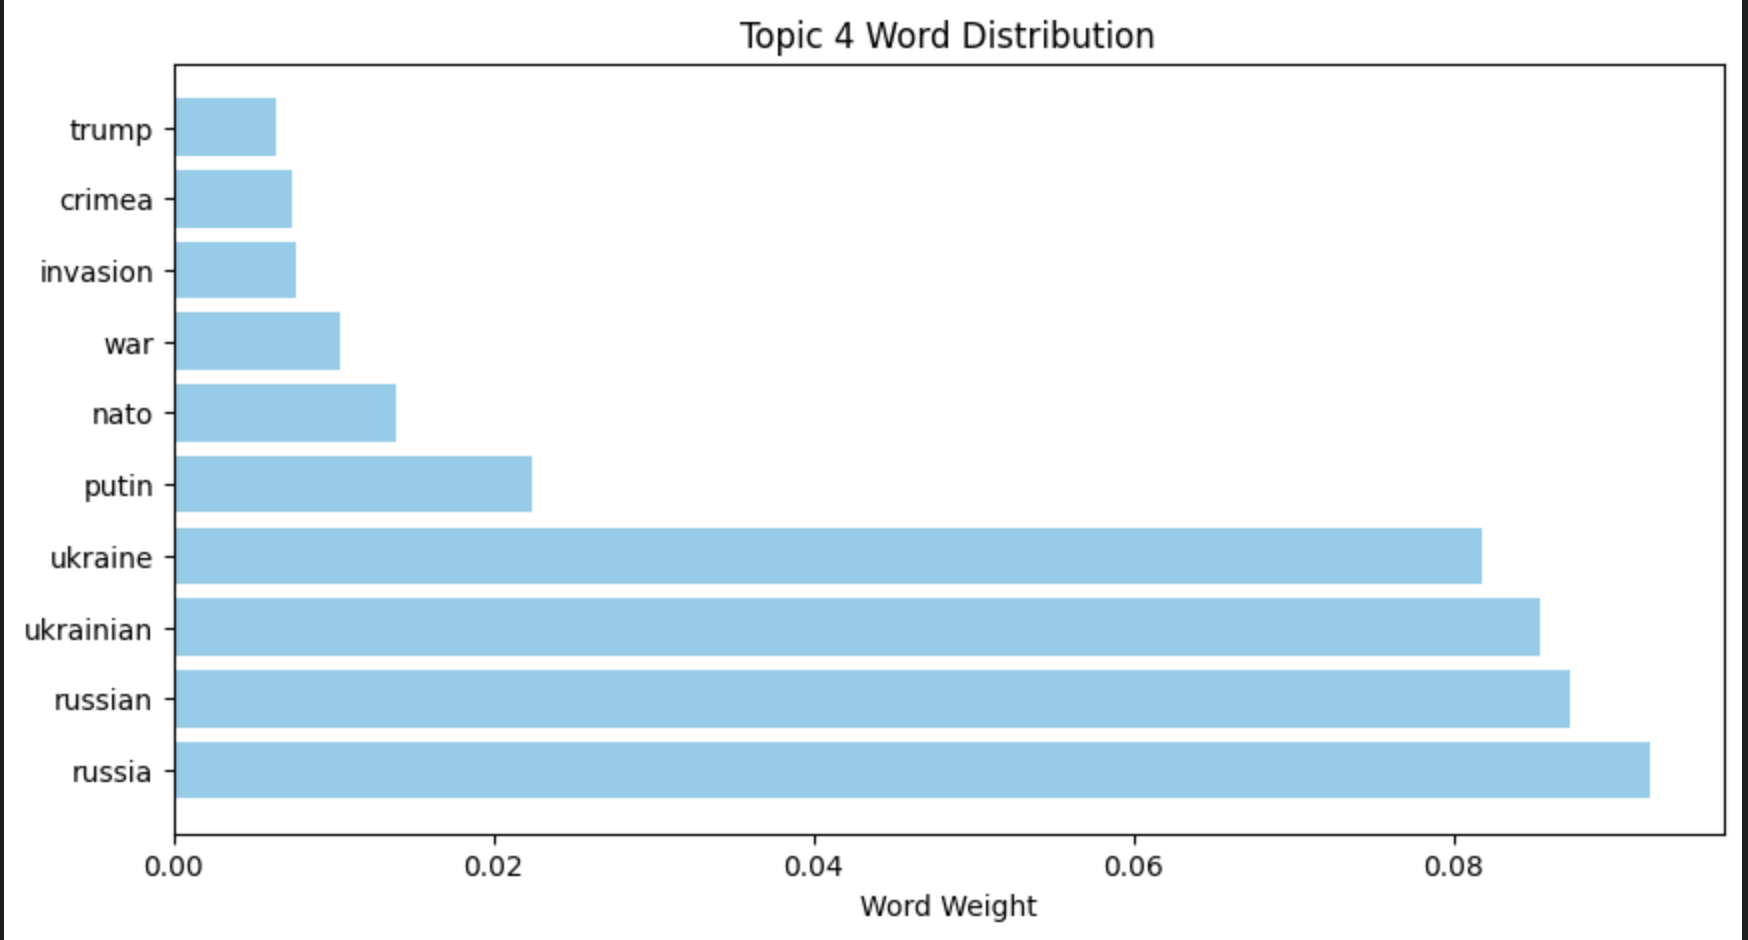 Topic 4 Word Distribution
trump
crimea
invasion
war
nato
putin
ukraine
ukrainian
russian
russia
0.00 0.02 0.04 0.06 0.08
Word Weight